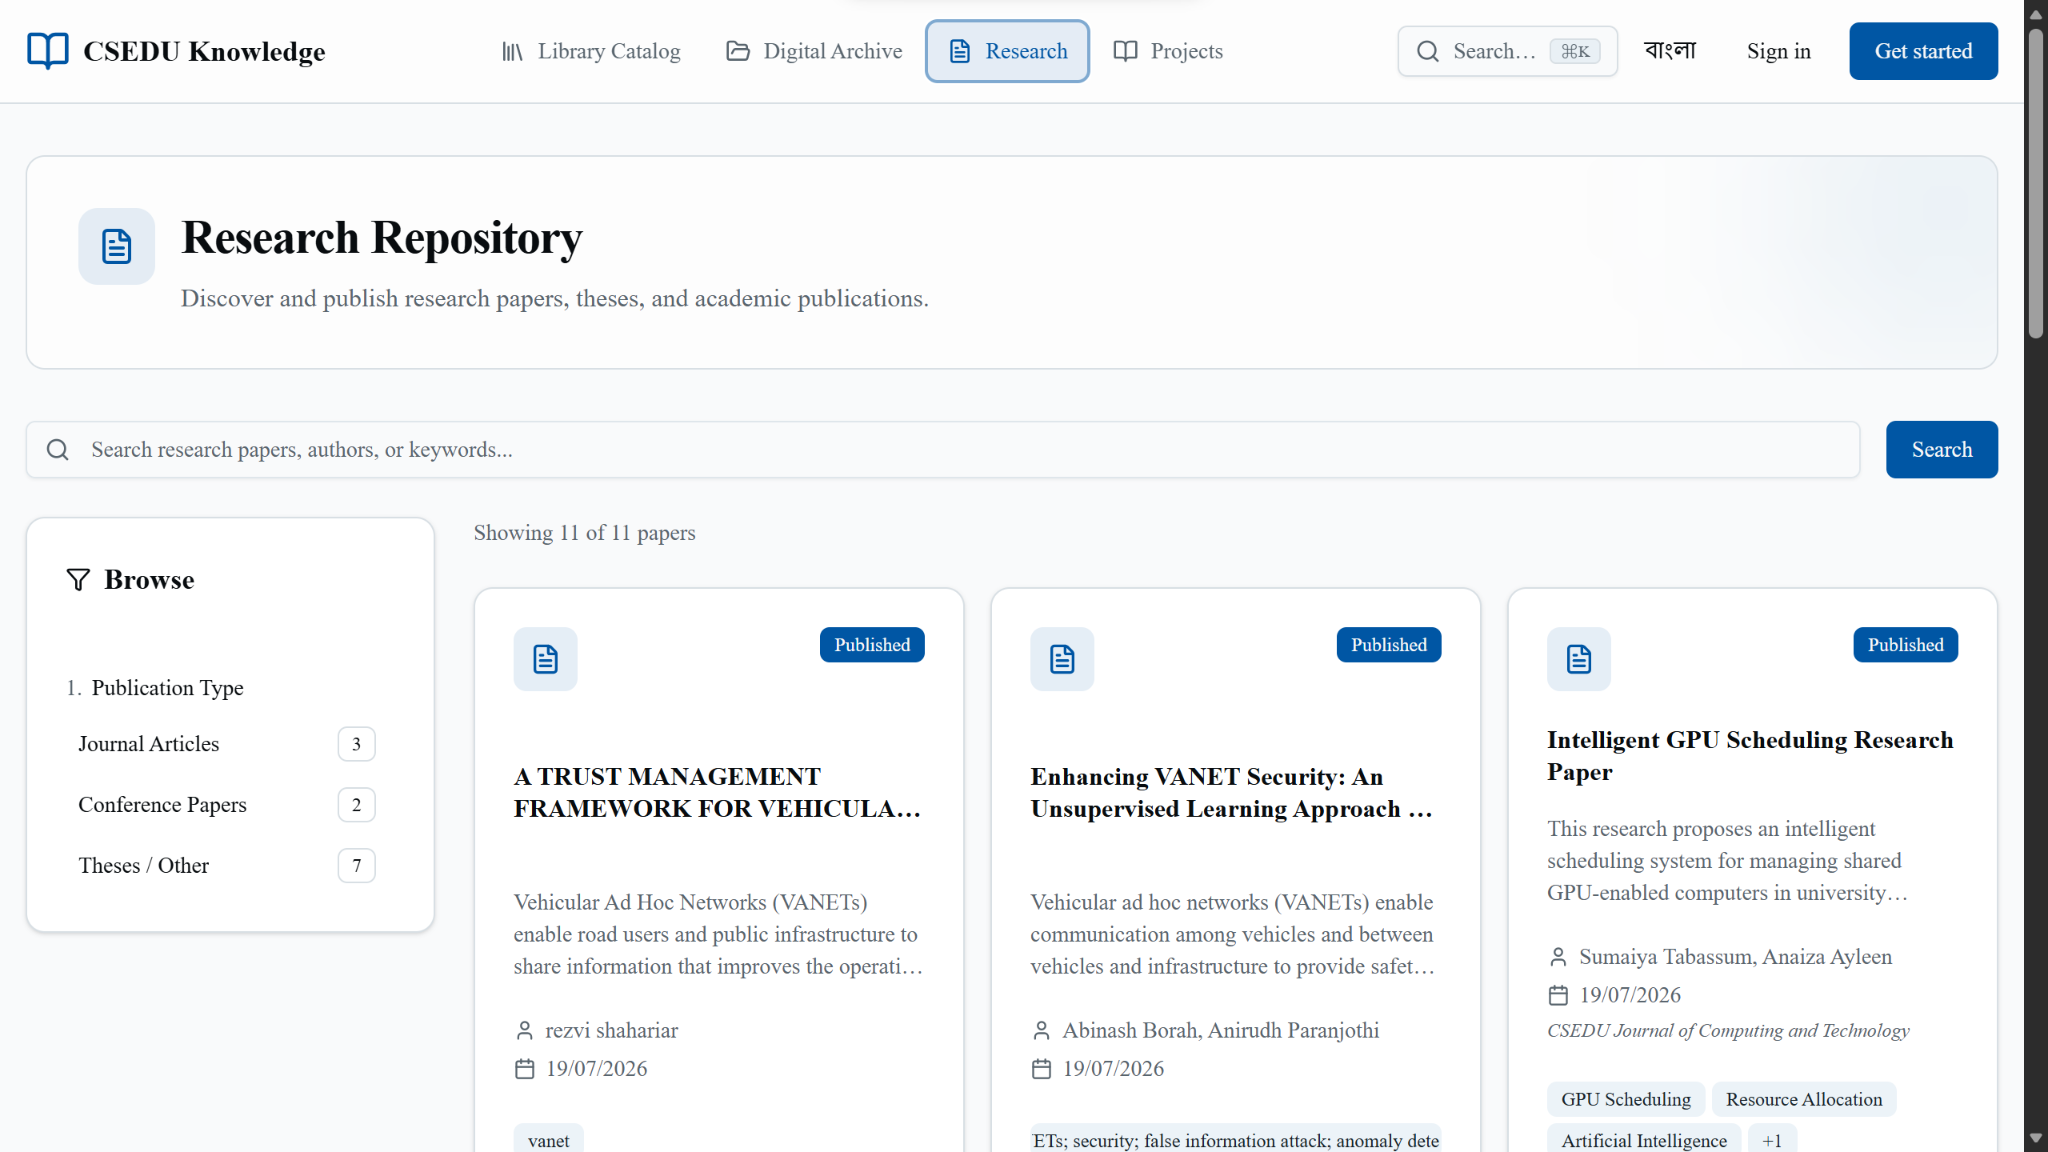 CSEDU Knowledge
Library Catalog
Digital Archive
Research
Projects
Search...
⌘K
বাংলা
Sign in
Get started
Research Repository
Discover and publish research papers, theses, and academic publications.
Search research papers, authors, or keywords...
Search
Browse
1. Publication Type
Journal Articles 3
Conference Papers 2
Theses / Other 7
Showing 11 of 11 papers
Published
A TRUST MANAGEMENT
FRAMEWORK FOR VEHICULA...
Vehicular Ad Hoc Networks (VANETs)
enable road users and public infrastructure to
share information that improves the operati...
rezvi shahariar
19/07/2026
vanet
Published
Enhancing VANET Security: An
Unsupervised Learning Approach ...
Vehicular ad hoc networks (VANETs) enable
communication among vehicles and between
vehicles and infrastructure to provide safet...
Abinash Borah, Anirudh Paranjothi
19/07/2026
ETs; security; false information attack; anomaly dete
Published
Intelligent GPU Scheduling Research
Paper
This research proposes an intelligent
scheduling system for managing shared
GPU-enabled computers in university...
Sumaiya Tabassum, Anaiza Ayleen
19/07/2026
CSEDU Journal of Computing and Technology
GPU Scheduling
Resource Allocation
Artificial Intelligence
+1